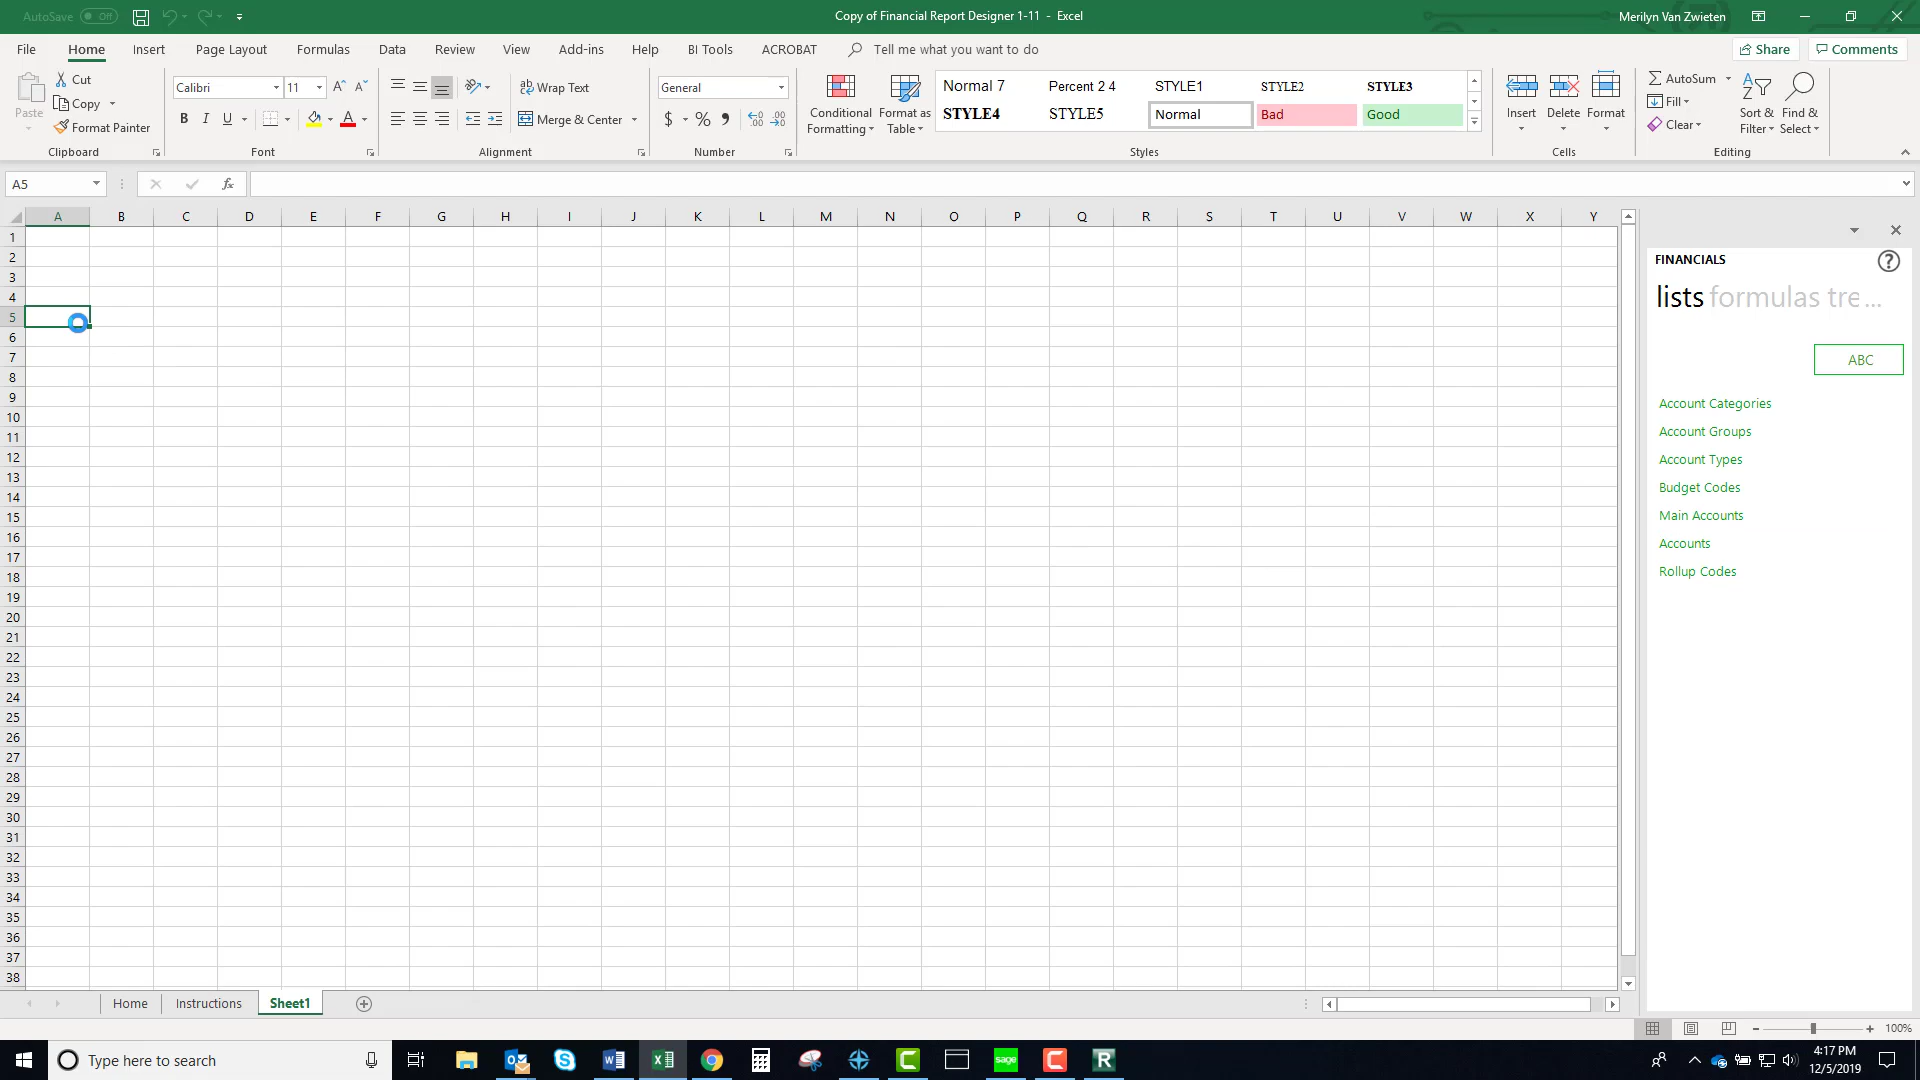 AutoSave Off
Copy of Financial Report Designer 1-11 - Excel
Merilyn Van Zwieten
File Home Insert Page Layout Formulas Data Review View Add-ins Help BI Tools ACROBAT Tell me what you want to do Share Comments
Paste
Cut
Copy
Format Painter
Clipboard
Calibri 11
B I U
Font
Wrap Text
Merge & Center
Alignment
General
$ % ,
Number
Conditional Formatting
Format as Table
Normal 7 Percent 2 4 STYLE1 STYLE2 STYLE3
STYLE4 STYLE5 Normal Bad Good
Styles
Insert Delete Format
Cells
AutoSum
Fill
Clear
Sort & Filter
Find & Select
Editing
A5
fx
A B C D E F G H I J K L M N O P Q R S T U V W X Y
1
2
3
4
5
6
7
8
9
10
11
12
13
14
15
16
17
18
19
20
21
22
23
24
25
26
27
28
29
30
31
32
33
34
35
36
37
38
FINANCIALS
?
lists formulas tre ...
ABC
Account Categories
Account Groups
Account Types
Budget Codes
Main Accounts
Accounts
Rollup Codes
Home Instructions Sheet1
100%
Type here to search
sage
4:17 PM
12/5/2019